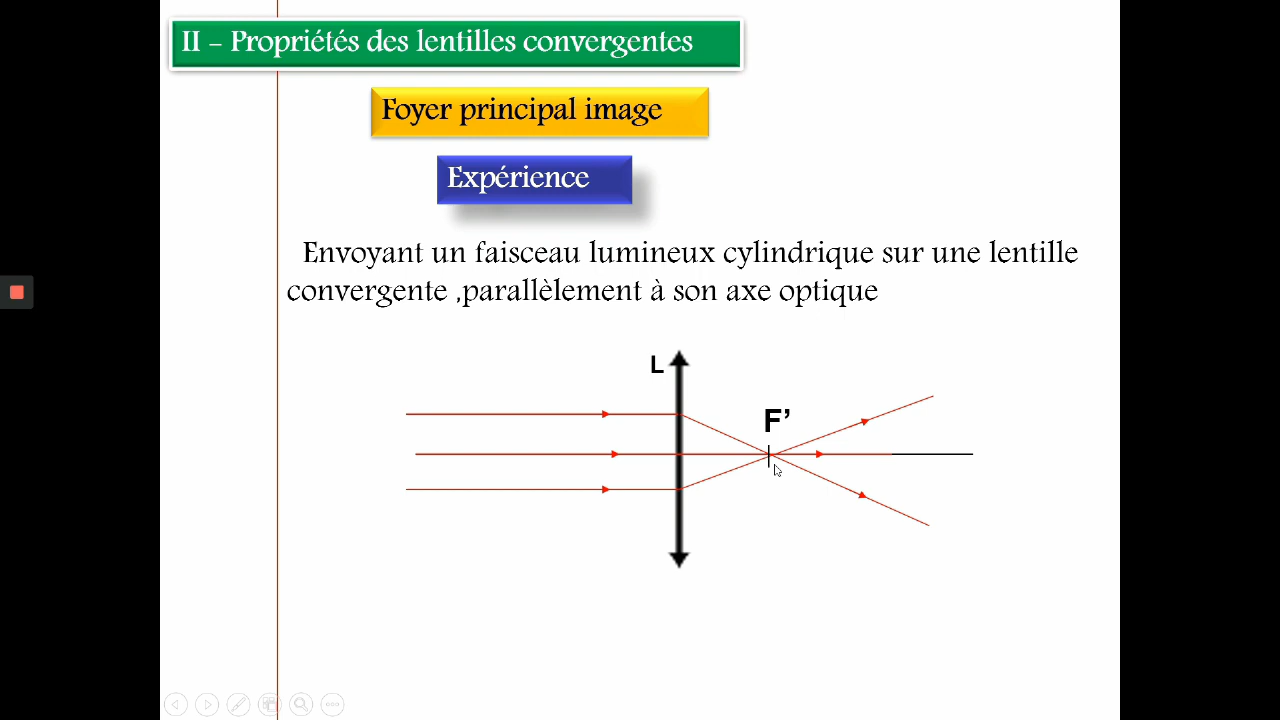 II – Propriétés des lentilles convergentes
Foyer principal image
Expérience
Envoyant un faisceau lumineux cylindrique sur une lentille
convergente ,parallèlement à son axe optique
L
F’